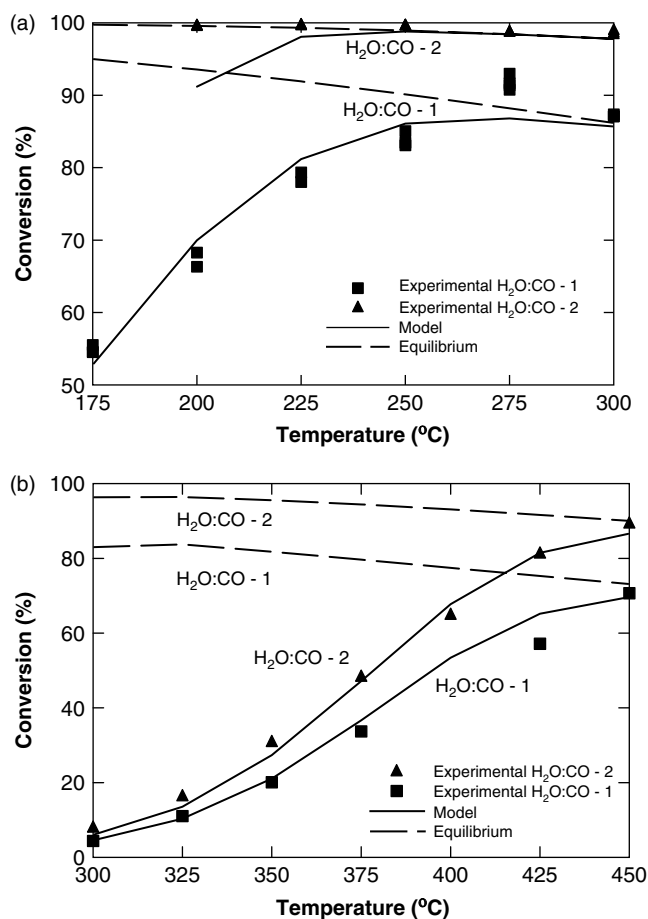 (a)
100
90
80
70
60
50
Conversion (%)
H₂O:CO - 2
H₂O:CO - 1
Experimental H₂O:CO - 1
Experimental H₂O:CO - 2
Model
Equilibrium
175 200 225 250 275 300
Temperature (ºC)
(b)
100
80
60
40
20
0
Conversion (%)
H₂O:CO - 2
H₂O:CO - 1
H₂O:CO - 2
H₂O:CO - 1
Experimental H₂O:CO - 2
Experimental H₂O:CO - 1
Model
Equilibrium
300 325 350 375 400 425 450
Temperature (ºC)